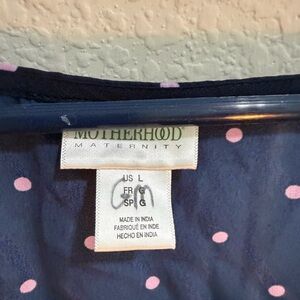 MOTHERHOOD
MATERNITY
US L
FR G
SP G
MADE IN INDIA
FABRIQUÉ EN INDE
HECHO EN INDIA